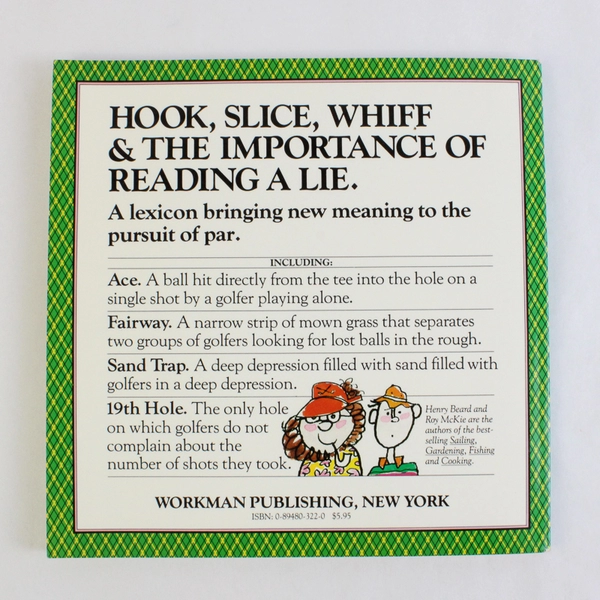 HOOK, SLICE, WHIFF
& THE IMPORTANCE OF
READING A LIE.
A lexicon bringing new meaning to the
pursuit of par.
INCLUDING:
Ace. A ball hit directly from the tee into the hole on a
single shot by a golfer playing alone.
Fairway. A narrow strip of mown grass that separates
two groups of golfers looking for lost balls in the rough.
Sand Trap. A deep depression filled with sand filled with
golfers in a deep depression.
19th Hole. The only hole
on which golfers do not
complain about the
number of shots they took.
Henry Beard and
Roy McKie are the
authors of the best-
selling Sailing,
Gardening, Fishing
and Cooking.
WORKMAN PUBLISHING, NEW YORK
ISBN: 0-89480-322-0 $5.95